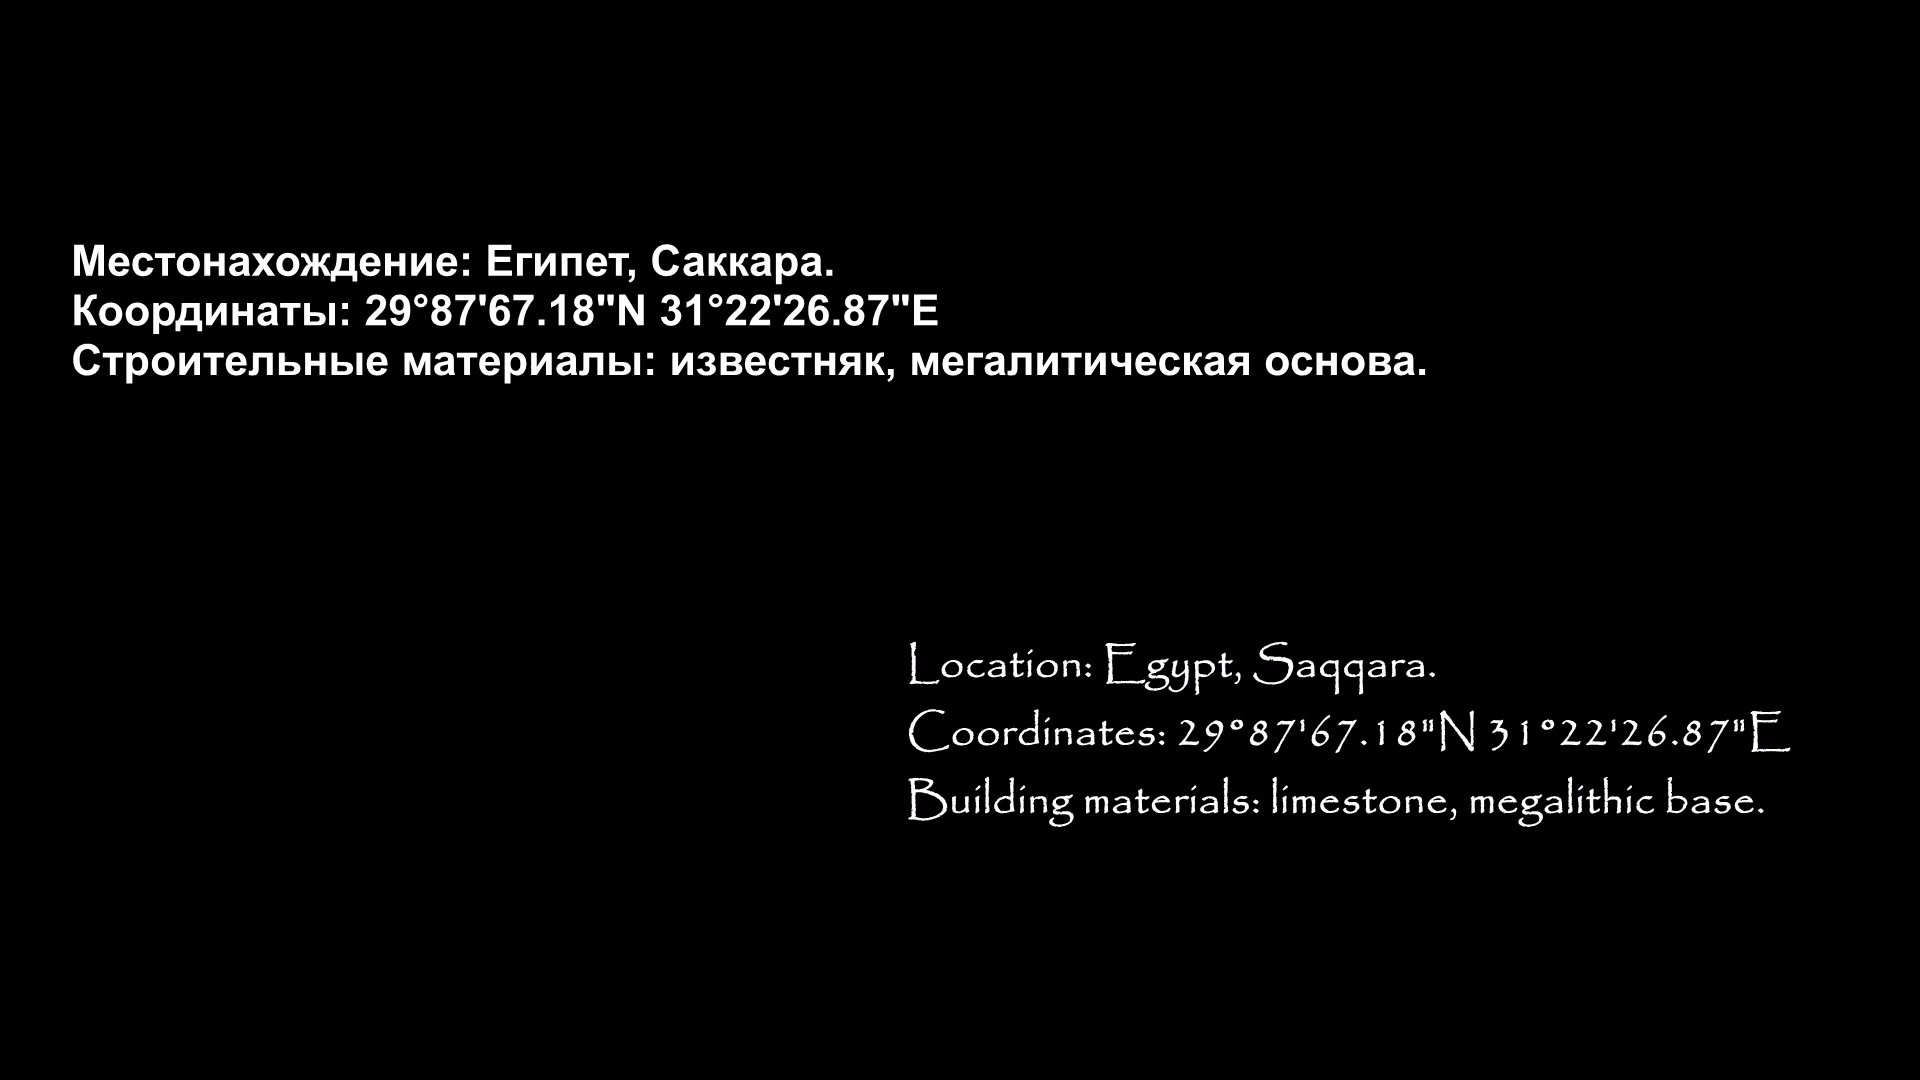 Местонахождение: Египет, Саккара.
Координаты: 29°87'67.18"N 31°22'26.87"E
Строительные материалы: известняк, мегалитическая основа.
Location: Egypt, Saqqara.
Coordinates: 29°87'67.18"N 31°22'26.87"E
Building materials: limestone, megalithic base.